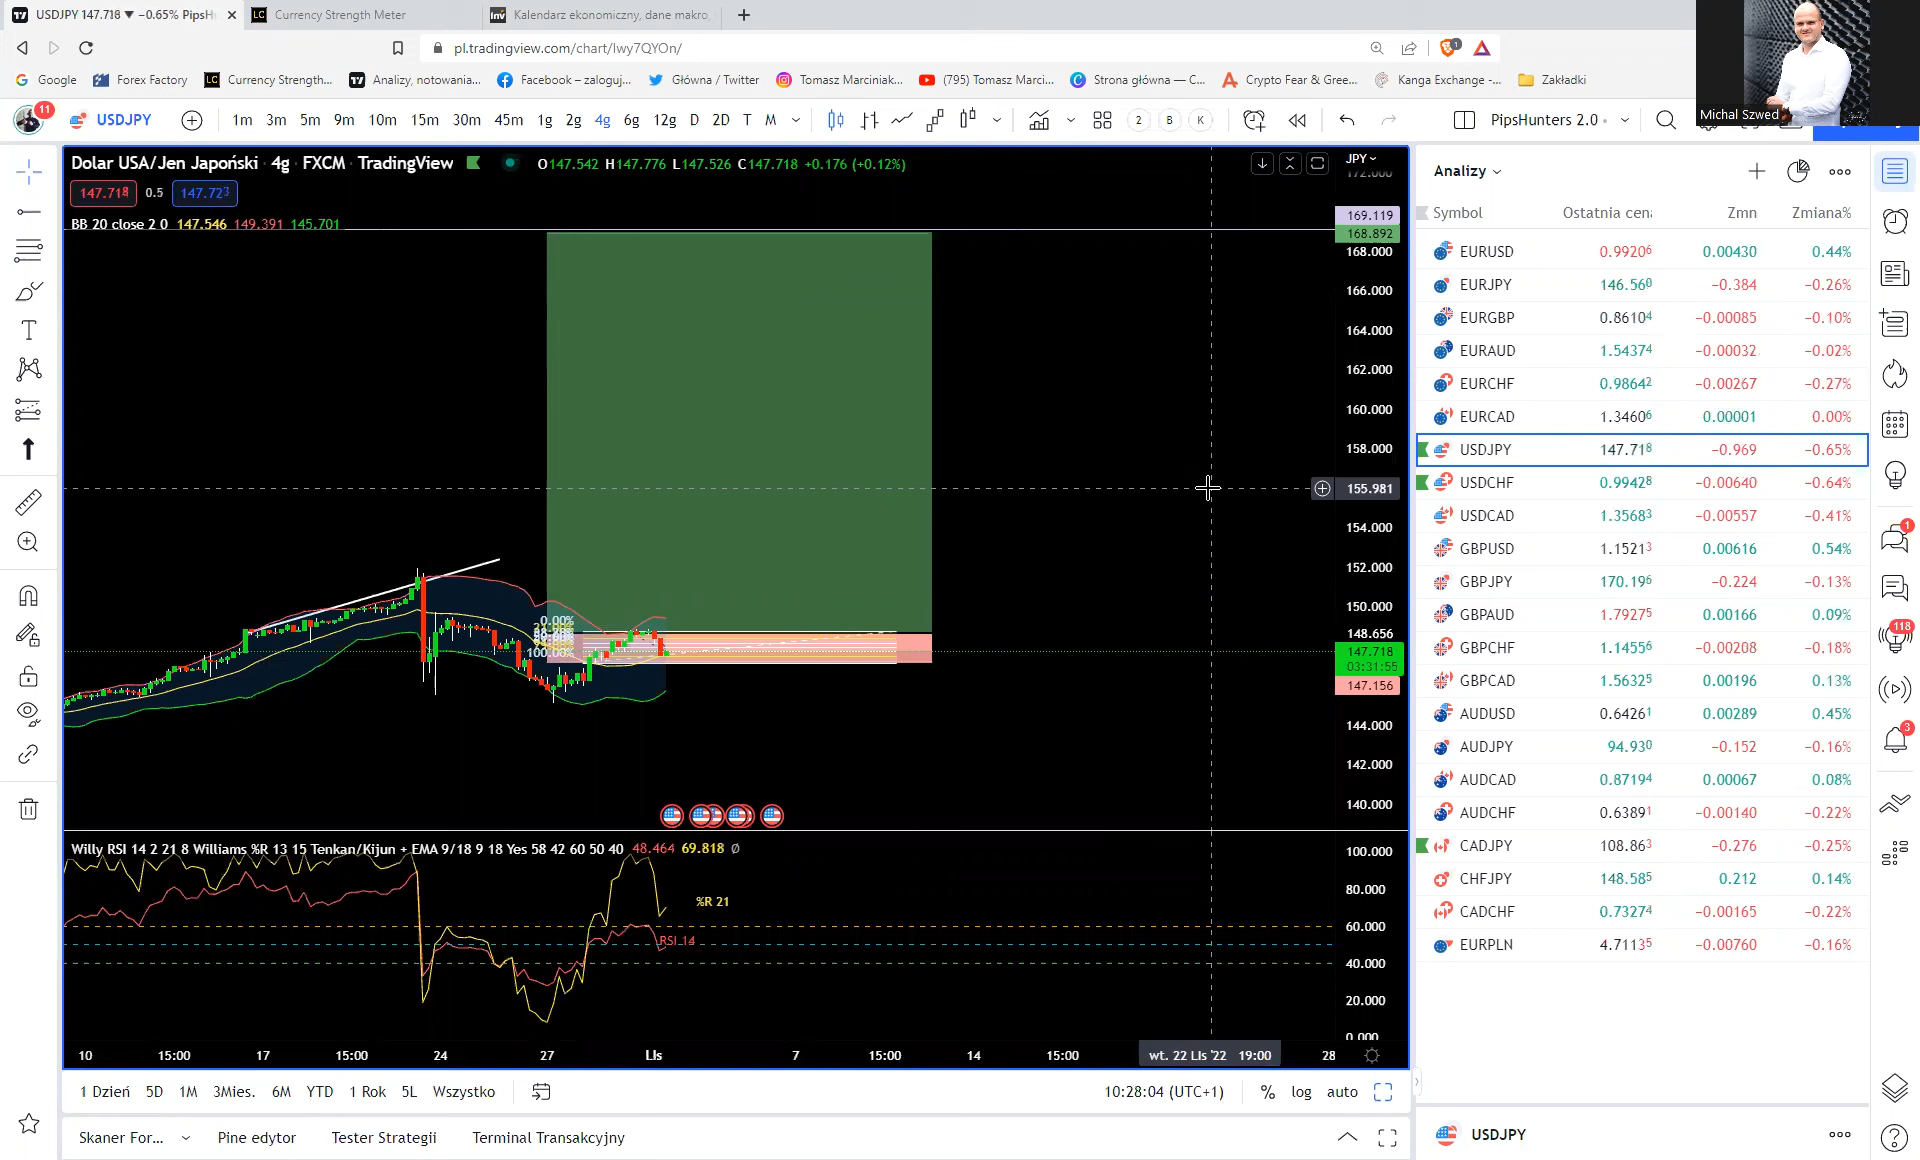 USDJPY 147.718 ▼ −0.65% PipsH
Currency Strength Meter
Kalendarz ekonomiczny, dane makro,
pl.tradingview.com/chart/lwy7QYOn/
Google
Forex Factory
Currency Strength...
Analizy, notowania...
Facebook – zaloguj...
Główna / Twitter
Tomasz Marciniak...
(795) Tomasz Marci...
Strona główna — C...
Crypto Fear & Gree...
Kanga Exchange -...
Zakładki
Michal Szwed
11
USDJPY
1m 3m 5m 9m 10m 15m 30m 45m 1g 2g 4g 6g 12g D 2D T M
2 B K
PipsHunters 2.0
Dolar USA/Jen Japoński · 4g · FXCM · TradingView
O147.542 H147.776 L147.526 C147.718 +0.176 (+0.12%)
JPY
147.718 0.5 147.723
BB 20 close 2 0 147.546 149.391 145.701
172.000
169.119
168.892
168.000
166.000
164.000
162.000
160.000
158.000
155.981
154.000
152.000
150.000
148.656
147.718
03:31:55
147.156
144.000
142.000
140.000
0.00%
100.00%
Willy RSI 14 2 21 8 Williams %R 13 15 Tenkan/Kijun + EMA 9/18 9 18 Yes 58 42 60 50 40 48.464 69.818 ∅
%R 21
RSI 14
100.000
80.000
60.000
40.000
20.000
0.000
10 15:00 17 15:00 24 27 Lis 7 15:00 14 15:00 wt. 22 Lis '22 19:00 28
1 Dzień 5D 1M 3Mies. 6M YTD 1 Rok 5L Wszystko
10:28:04 (UTC+1) % log auto
Skaner For... Pine edytor Tester Strategii Terminal Transakcyjny
Analizy
Symbol Ostatnia cena Zmn Zmiana%
EURUSD 0.99206 0.00430 0.44%
EURJPY 146.560 −0.384 −0.26%
EURGBP 0.86104 −0.00085 −0.10%
EURAUD 1.54374 −0.00032 −0.02%
EURCHF 0.98642 −0.00267 −0.27%
EURCAD 1.34606 0.00001 0.00%
USDJPY 147.718 −0.969 −0.65%
USDCHF 0.99428 −0.00640 −0.64%
USDCAD 1.35683 −0.00557 −0.41%
GBPUSD 1.15213 0.00616 0.54%
GBPJPY 170.196 −0.224 −0.13%
GBPAUD 1.79275 0.00166 0.09%
GBPCHF 1.14556 −0.00208 −0.18%
GBPCAD 1.56325 0.00196 0.13%
AUDUSD 0.64261 0.00289 0.45%
AUDJPY 94.930 −0.152 −0.16%
AUDCAD 0.87194 0.00067 0.08%
AUDCHF 0.63891 −0.00140 −0.22%
CADJPY 108.863 −0.276 −0.25%
CHFJPY 148.585 0.212 0.14%
CADCHF 0.73274 −0.00165 −0.22%
EURPLN 4.71135 −0.00760 −0.16%
USDJPY
1
118
3